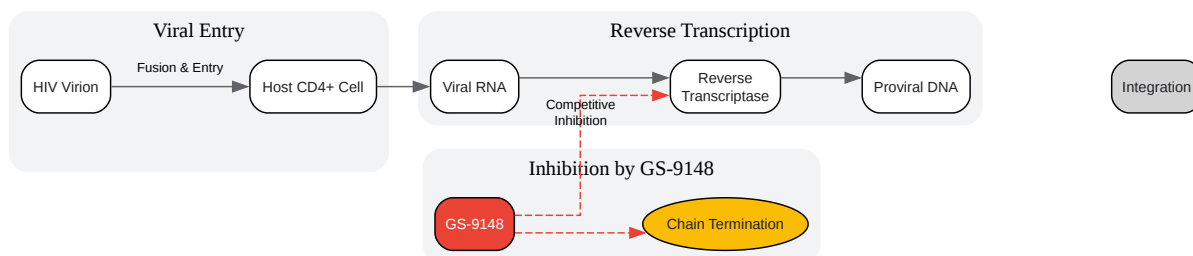 Viral Entry
HIV Virion
Fusion & Entry
Host CD4+ Cell
Reverse Transcription
Viral RNA
Reverse
Transcriptase
Proviral DNA
Competitive
Inhibition
Integration
Inhibition by GS-9148
GS-9148
Chain Termination